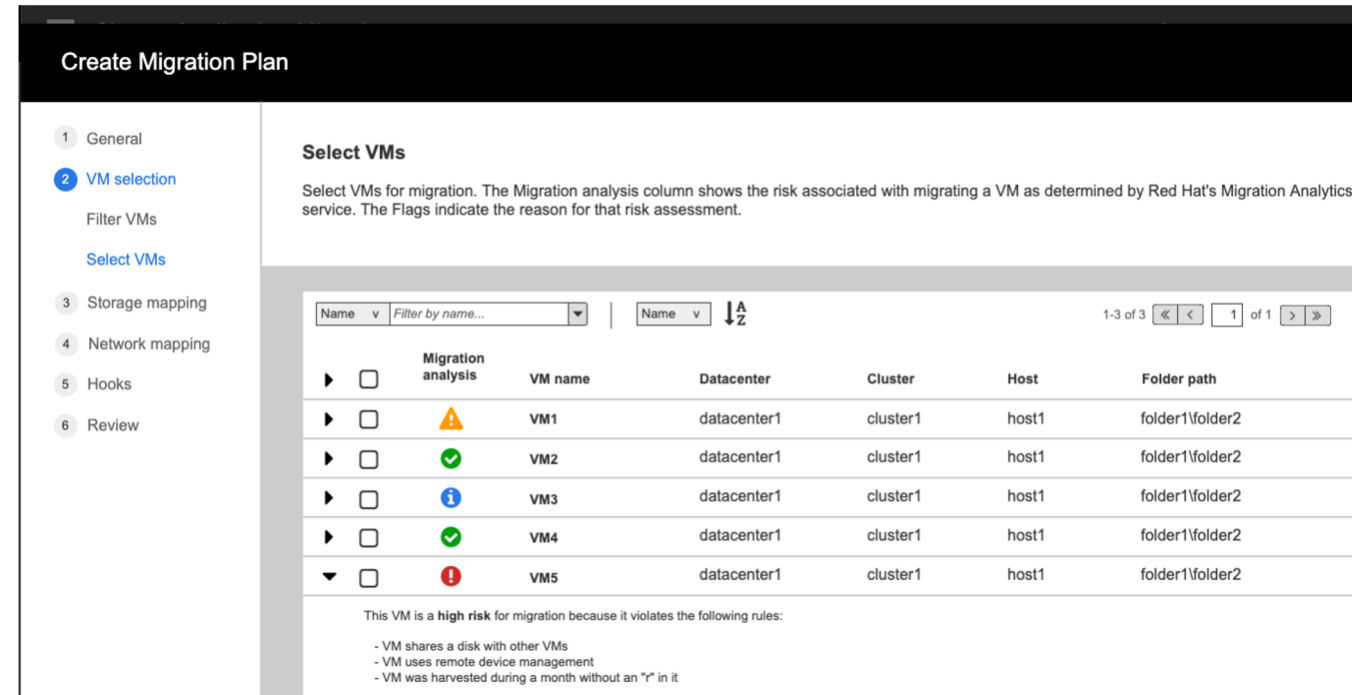 Create Migration Plan
1 General
2 VM selection
Filter VMs
Select VMs
3 Storage mapping
4 Network mapping
5 Hooks
6 Review
Select VMs
Select VMs for migration. The Migration analysis column shows the risk associated with migrating a VM as determined by Red Hat's Migration Analytics
service. The Flags indicate the reason for that risk assessment.
Name v Filter by name... Name v A Z 1-3 of 3 « < 1 of 1 > »
Migration
analysis VM name Datacenter Cluster Host Folder path
VM1 datacenter1 cluster1 host1 folder1\folder2
VM2 datacenter1 cluster1 host1 folder1\folder2
VM3 datacenter1 cluster1 host1 folder1\folder2
VM4 datacenter1 cluster1 host1 folder1\folder2
VM5 datacenter1 cluster1 host1 folder1\folder2
This VM is a high risk for migration because it violates the following rules:
- VM shares a disk with other VMs
- VM uses remote device management
- VM was harvested during a month without an "r" in it